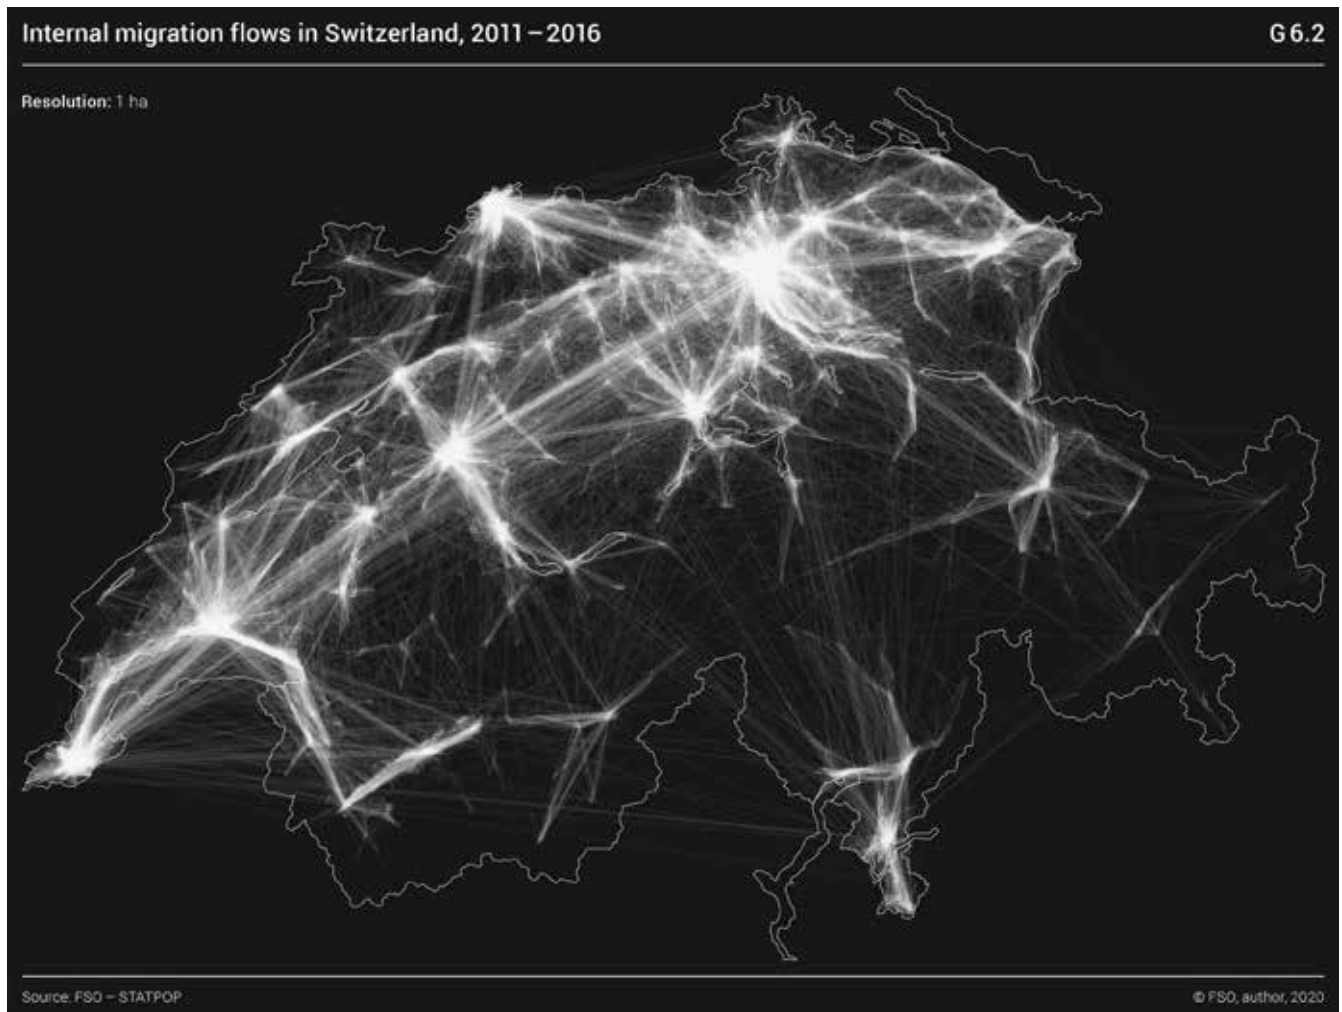 Internal migration flows in Switzerland, 2011–2016
G 6.2
Resolution: 1 ha
Source: FSO – STATPOP
© FSO, author, 2020